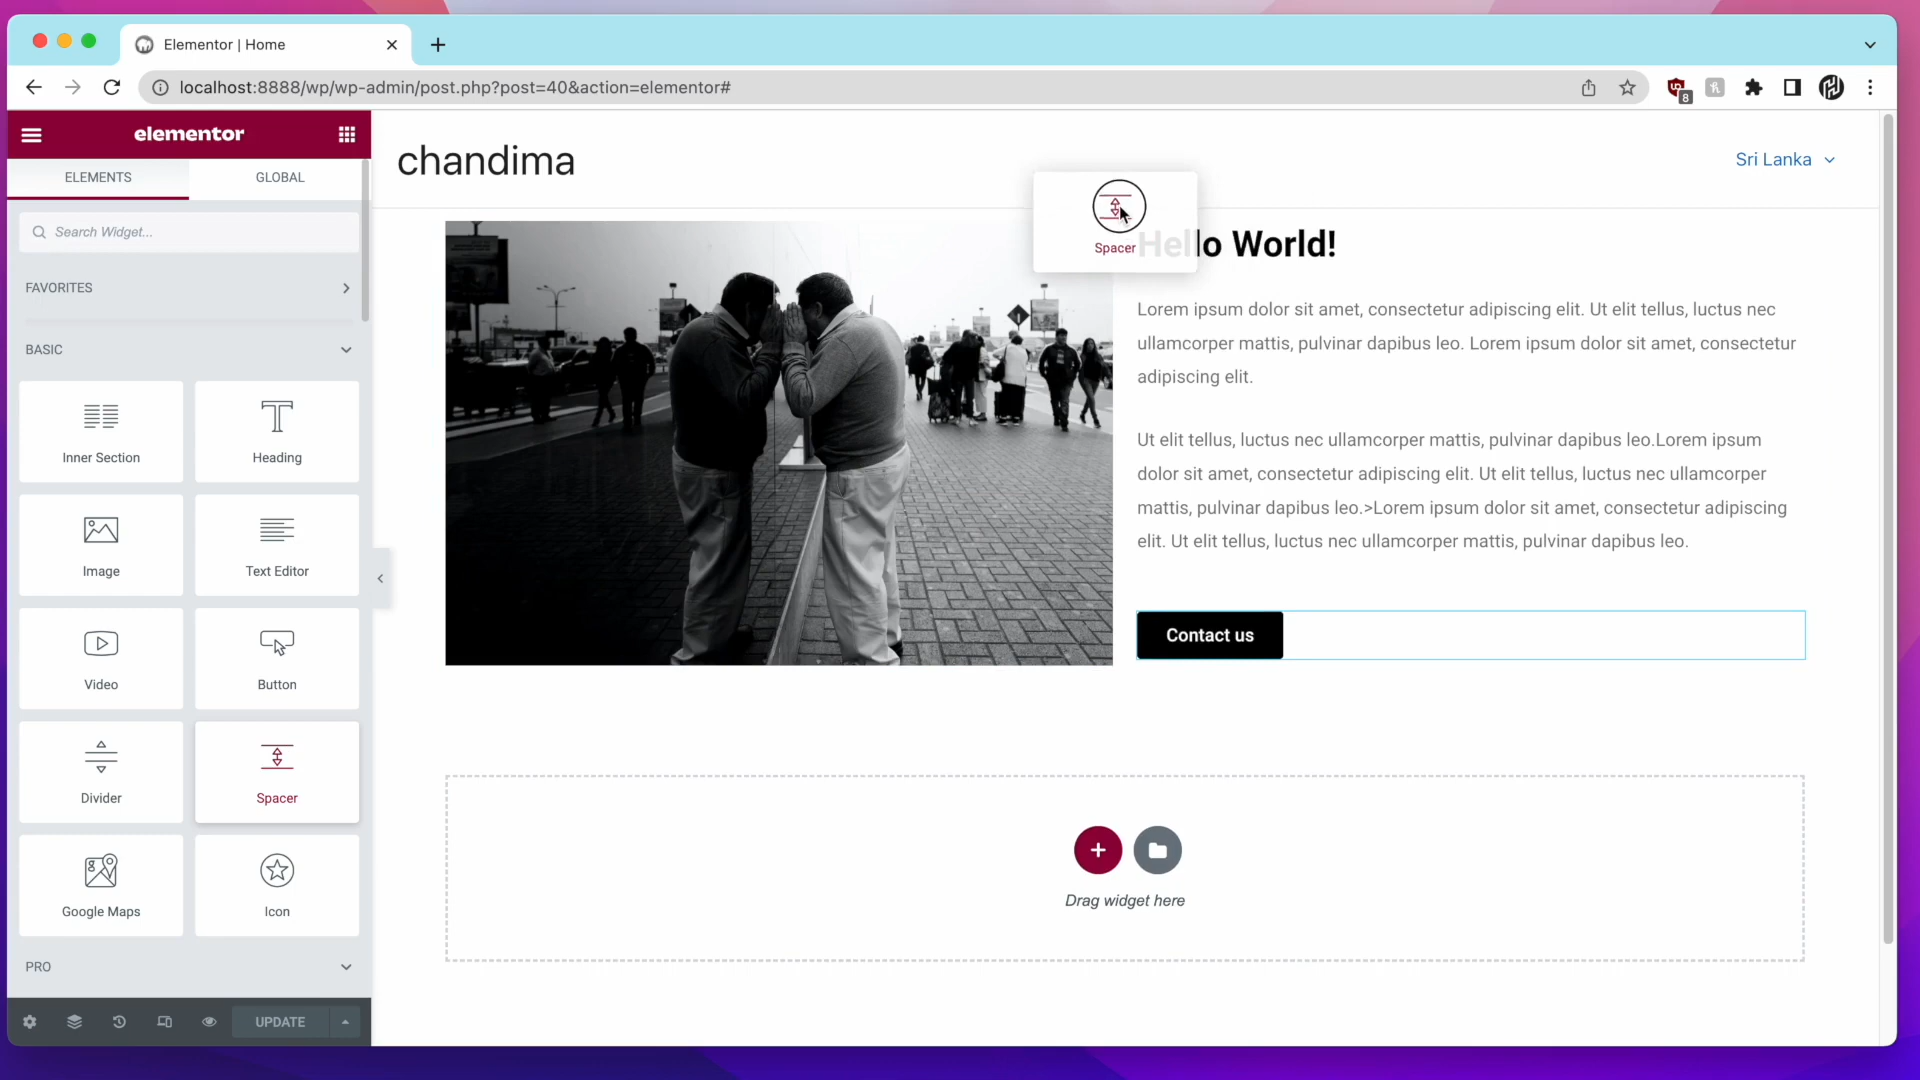 Elementor | Home
localhost:8888/wp/wp-admin/post.php?post=40&action=elementor#
8
elementor
ELEMENTS
GLOBAL
Search Widget...
FAVORITES
BASIC
Inner Section
Heading
Image
Text Editor
Video
Button
Divider
Spacer
Google Maps
Icon
PRO
UPDATE
chandima
Sri Lanka
Spacer
Hello World!
Lorem ipsum dolor sit amet, consectetur adipiscing elit. Ut elit tellus, luctus nec
ullamcorper mattis, pulvinar dapibus leo. Lorem ipsum dolor sit amet, consectetur
adipiscing elit.
Ut elit tellus, luctus nec ullamcorper mattis, pulvinar dapibus leo.Lorem ipsum
dolor sit amet, consectetur adipiscing elit. Ut elit tellus, luctus nec ullamcorper
mattis, pulvinar dapibus leo.>Lorem ipsum dolor sit amet, consectetur adipiscing
elit. Ut elit tellus, luctus nec ullamcorper mattis, pulvinar dapibus leo.
Contact us
Drag widget here